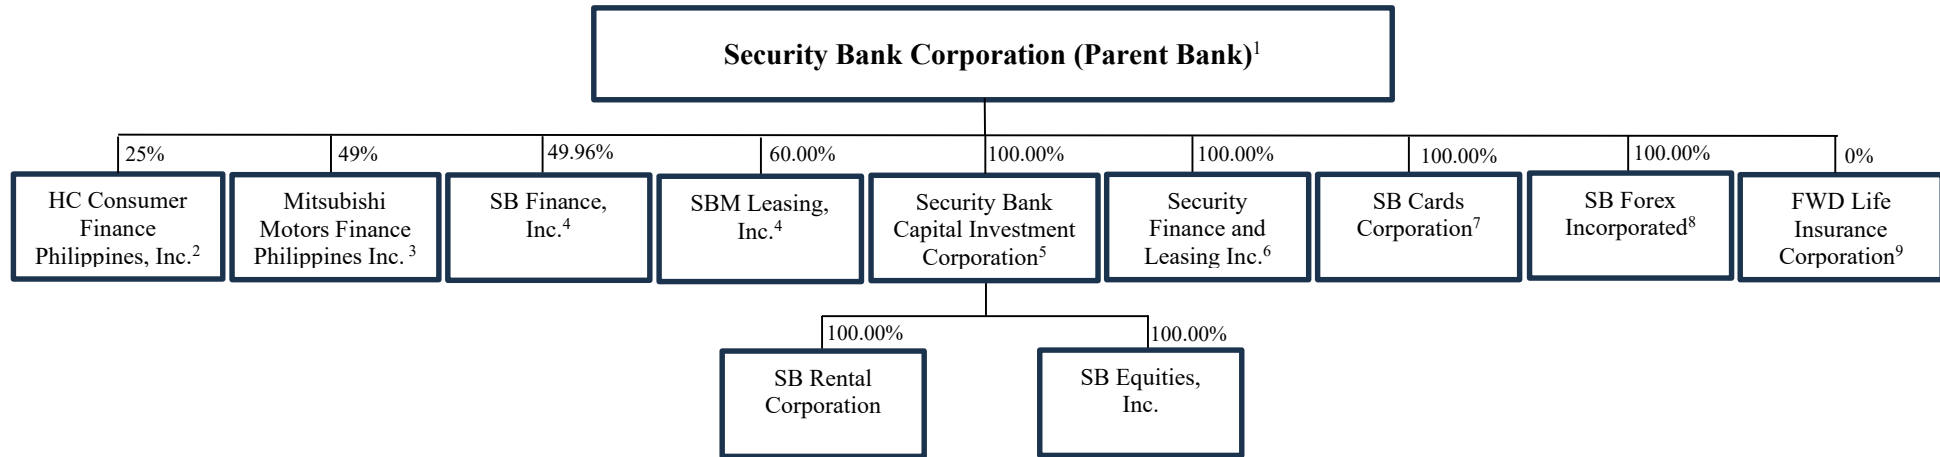 Security Bank Corporation (Parent Bank)1
25%
49%
49.96%
60.00%
100.00%
100.00%
100.00%
100.00%
0%
HC Consumer
Finance
Philippines, Inc.2
Mitsubishi
Motors Finance
Philippines Inc. 3
SB Finance,
Inc.4
SBM Leasing,
Inc.4
Security Bank
Capital Investment
Corporation5
Security
Finance and
Leasing Inc.6
SB Cards
Corporation7
SB Forex
Incorporated8
FWD Life
Insurance
Corporation9
100.00%
100.00%
SB Rental
Corporation
SB Equities,
Inc.